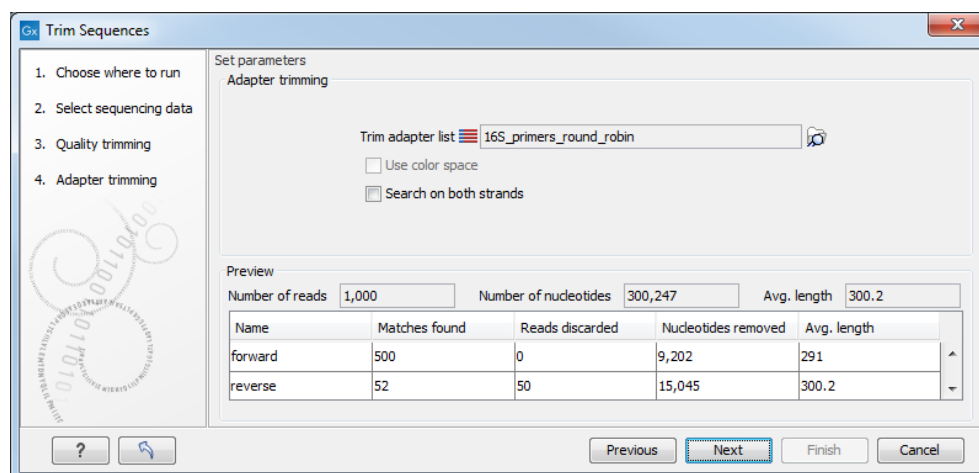 Gx Trim Sequences
1. Choose where to run
2. Select sequencing data
3. Quality trimming
4. Adapter trimming
Set parameters
Adapter trimming
Trim adapter list 16S_primers_round_robin
Use color space
Search on both strands
Preview
Number of reads 1,000 Number of nucleotides 300,247 Avg. length 300.2
Name Matches found Reads discarded Nucleotides removed Avg. length
forward 500 0 9,202 291
reverse 52 50 15,045 300.2
? Previous Next Finish Cancel